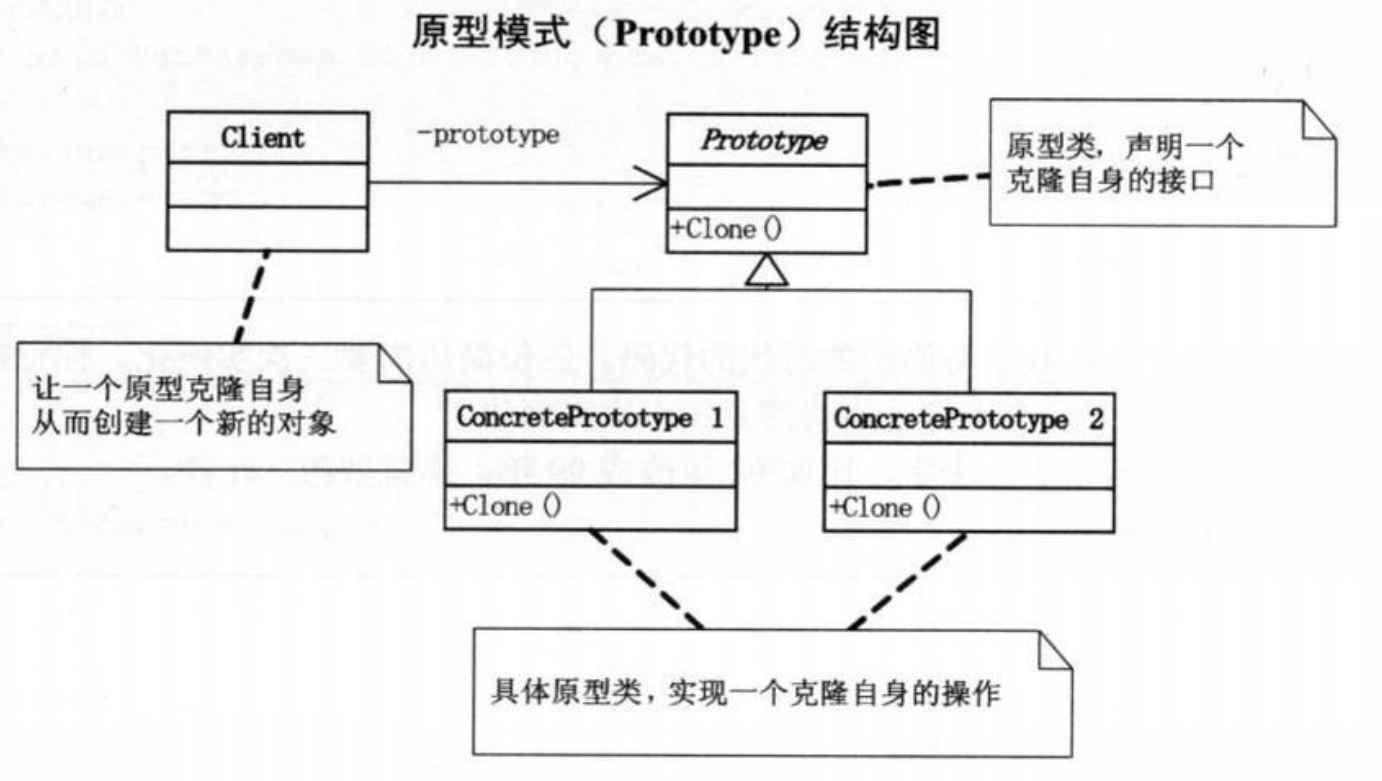 原型模式（Prototype）结构图
Client
-prototype
Prototype
+Clone()
原型类，声明一个
克隆自身的接口
让一个原型克隆自身
从而创建一个新的对象
ConcretePrototype 1
+Clone()
ConcretePrototype 2
+Clone()
具体原型类，实现一个克隆自身的操作